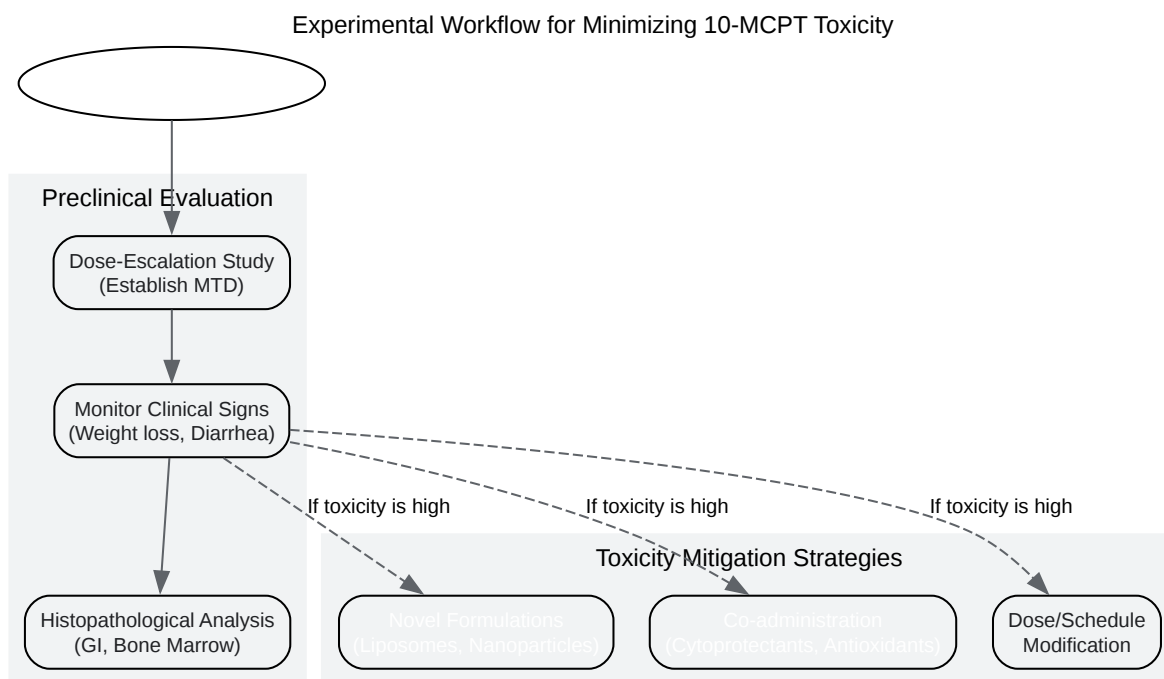 Experimental Workflow for Minimizing 10-MCPT Toxicity
Preclinical Evaluation
Dose-Escalation Study
(Establish MTD)
Monitor Clinical Signs
(Weight loss, Diarrhea)
If toxicity is high
If toxicity is high
If toxicity is high
Toxicity Mitigation Strategies
Histopathological Analysis
(GI, Bone Marrow)
Novel Formulations
(Liposomes, Nanoparticles)
Co-administration
(Cytoprotectants, Antioxidants)
Dose/Schedule
Modification